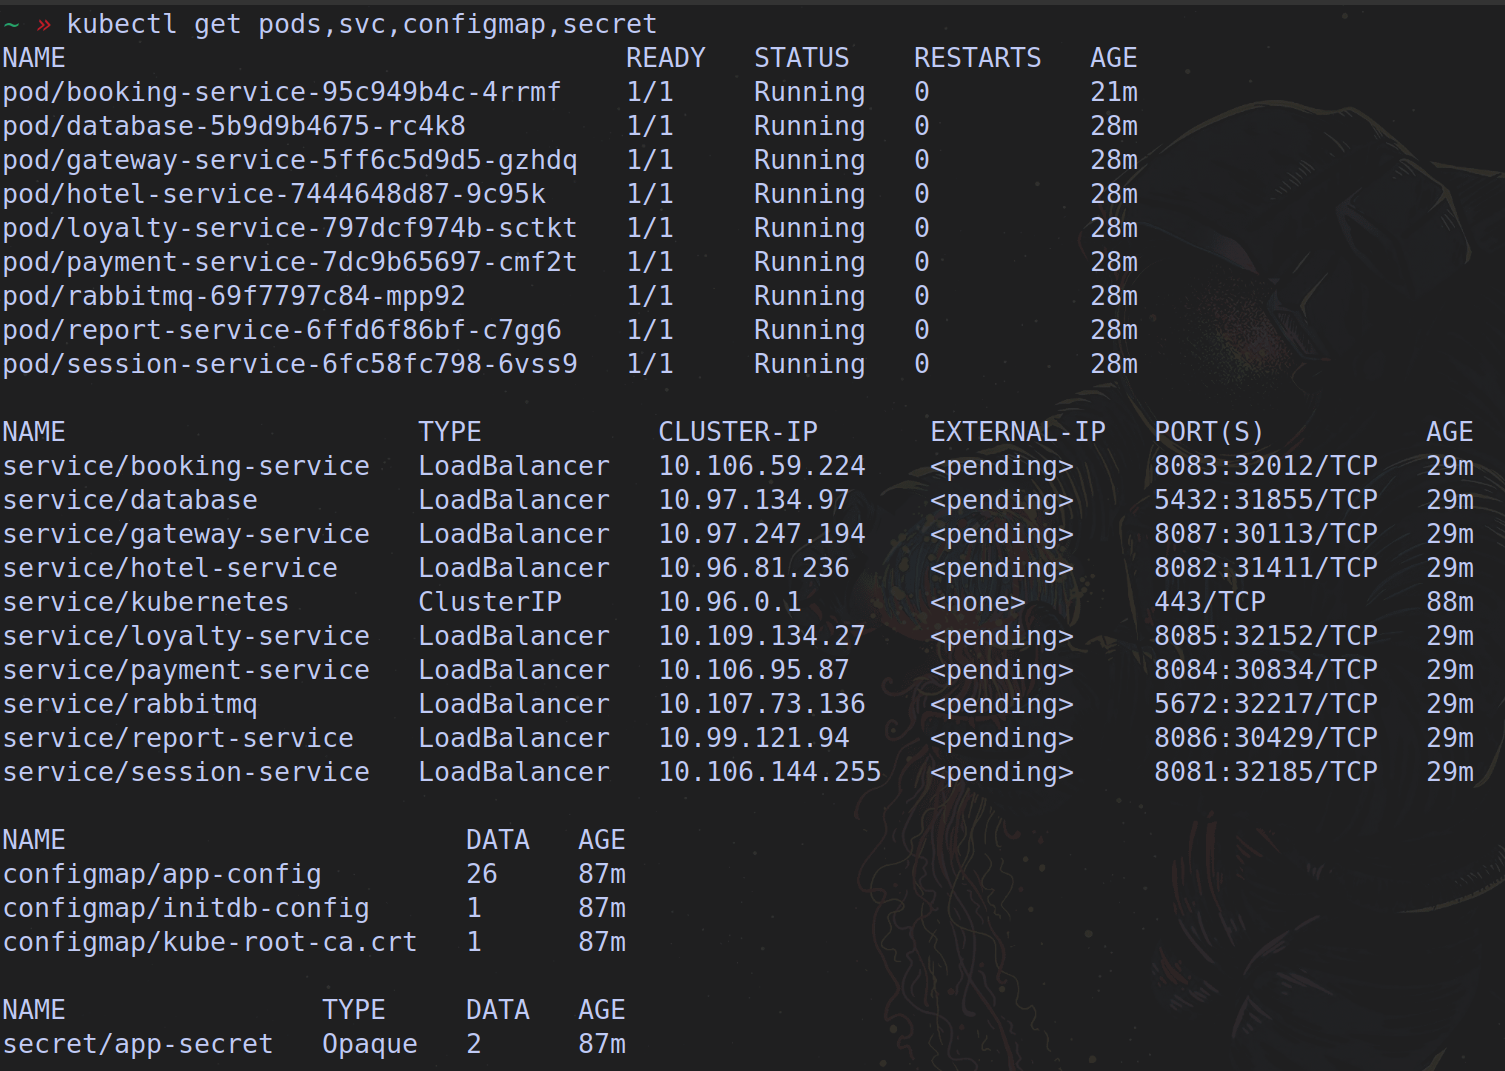 ~ » kubectl get pods,svc,configmap,secret
NAME READY STATUS RESTARTS AGE
pod/booking-service-95c949b4c-4rrmf 1/1 Running 0 21m
pod/database-5b9d9b4675-rc4k8 1/1 Running 0 28m
pod/gateway-service-5ff6c5d9d5-gzhdq 1/1 Running 0 28m
pod/hotel-service-7444648d87-9c95k 1/1 Running 0 28m
pod/loyalty-service-797dcf974b-sctkt 1/1 Running 0 28m
pod/payment-service-7dc9b65697-cmf2t 1/1 Running 0 28m
pod/rabbitmq-69f7797c84-mpp92 1/1 Running 0 28m
pod/report-service-6ffd6f86bf-c7gg6 1/1 Running 0 28m
pod/session-service-6fc58fc798-6vss9 1/1 Running 0 28m
NAME TYPE CLUSTER-IP EXTERNAL-IP PORT(S) AGE
service/booking-service LoadBalancer 10.106.59.224 <pending> 8083:32012/TCP 29m
service/database LoadBalancer 10.97.134.97 <pending> 5432:31855/TCP 29m
service/gateway-service LoadBalancer 10.97.247.194 <pending> 8087:30113/TCP 29m
service/hotel-service LoadBalancer 10.96.81.236 <pending> 8082:31411/TCP 29m
service/kubernetes ClusterIP 10.96.0.1 <none> 443/TCP 88m
service/loyalty-service LoadBalancer 10.109.134.27 <pending> 8085:32152/TCP 29m
service/payment-service LoadBalancer 10.106.95.87 <pending> 8084:30834/TCP 29m
service/rabbitmq LoadBalancer 10.107.73.136 <pending> 5672:32217/TCP 29m
service/report-service LoadBalancer 10.99.121.94 <pending> 8086:30429/TCP 29m
service/session-service LoadBalancer 10.106.144.255 <pending> 8081:32185/TCP 29m
NAME DATA AGE
configmap/app-config 26 87m
configmap/initdb-config 1 87m
configmap/kube-root-ca.crt 1 87m
NAME TYPE DATA AGE
secret/app-secret Opaque 2 87m